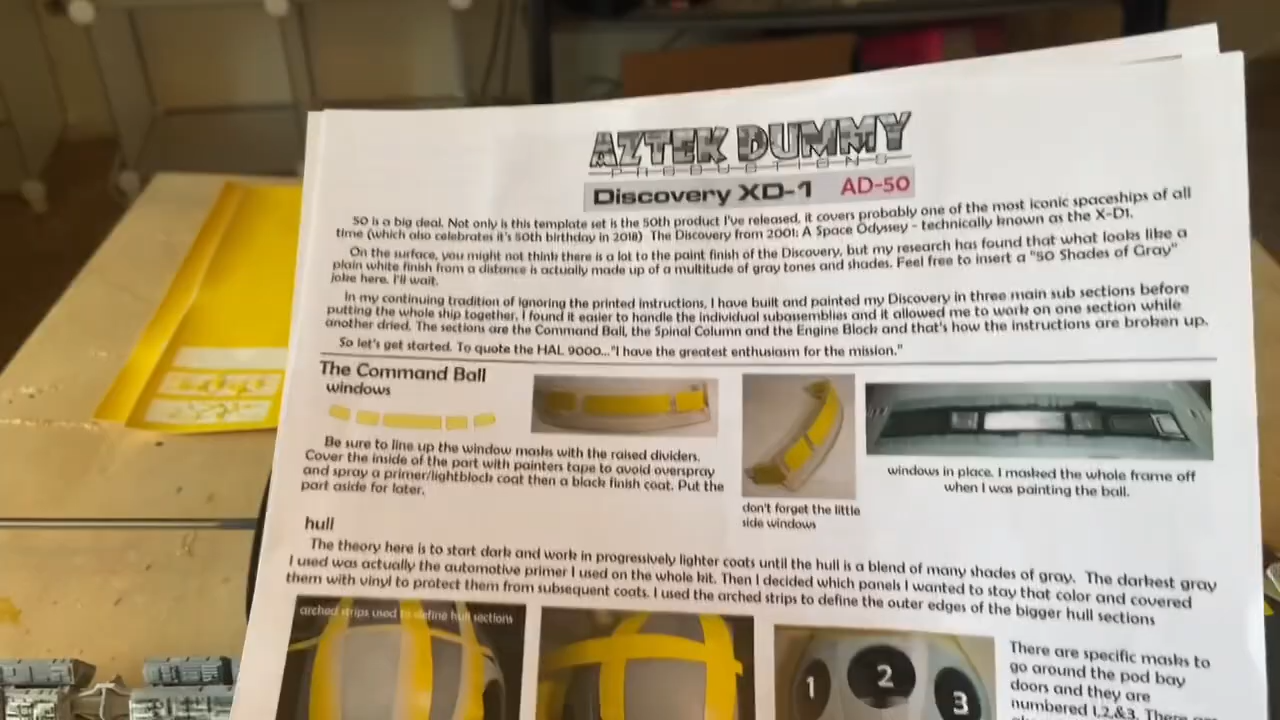 AZTEK DUMMY
PRODUCTIONS
Discovery XD-1 AD-50
50 is a big deal. Not only is this template set is the 50th product I've released, it covers probably one of the most iconic spaceships of all
time (which also celebrates it's 50th birthday in 2018) The Discovery from 2001: A Space Odyssey - technically known as the X-D1.
On the surface, you might not think there is a lot to the paint finish of the Discovery, but my research has found that what looks like a
plain white finish from a distance is actually made up of a multitude of gray tones and shades. Feel free to insert a "50 Shades of Gray"
joke here. I'll wait.
In my continuing tradition of ignoring the printed instructions, I have built and painted my Discovery in three main sub sections before
putting the whole ship together. I found it easier to handle the individual subassemblies and it allowed me to work on one section while
another dried. The sections are the Command Ball, the Spinal Column and the Engine Block and that's how the instructions are broken up.
So let's get started. To quote the HAL 9000..."I have the greatest enthusiasm for the mission."
The Command Ball
windows
Be sure to line up the window masks with the raised dividers.
Cover the inside of the part with painters tape to avoid overspray
and spray a primer/lightblock coat then a black finish coat. Put the
part aside for later.
don't forget the little
side windows
windows in place. I masked the whole frame off
when I was painting the ball.
hull
The theory here is to start dark and work in progressively lighter coats until the hull is a blend of many shades of gray. The darkest gray
I used was actually the automotive primer I used on the whole kit. Then I decided which panels I wanted to stay that color and covered
them with vinyl to protect them from subsequent coats. I used the arched strips to define the outer edges of the bigger hull sections
arched strips used to define hull sections
1
2
3
There are specific masks to
go around the pod bay
doors and they are
numbered 1,2,&3. There are